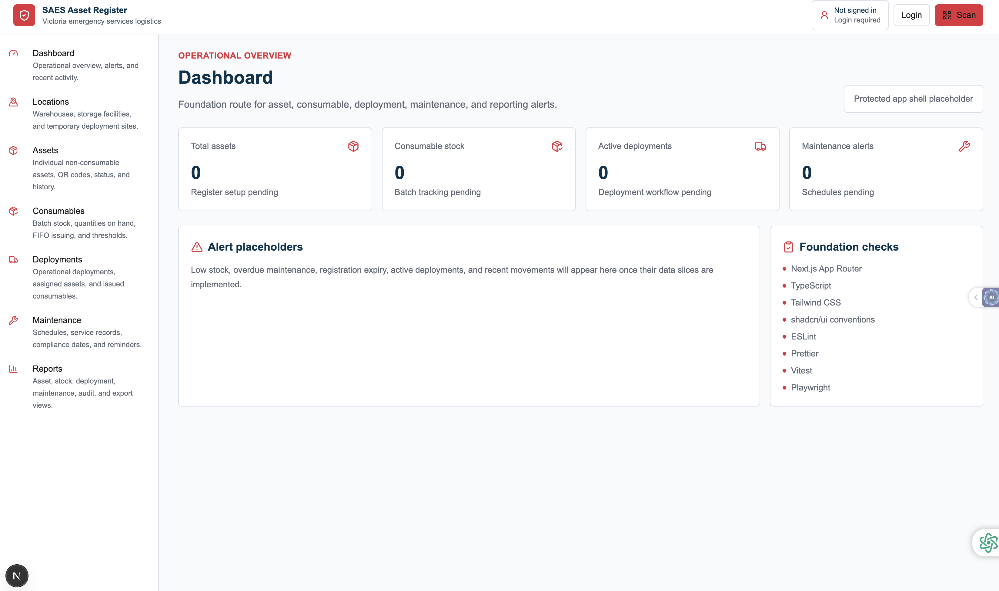 SAES Asset Register
Victoria emergency services logistics
Not signed in
Login required
Login
Scan
Dashboard
Operational overview, alerts, and
recent activity.
Locations
Warehouses, storage facilities,
and temporary deployment sites.
Assets
Individual non-consumable
assets, QR codes, status, and
history.
Consumables
Batch stock, quantities on hand,
FIFO issuing, and thresholds.
Deployments
Operational deployments,
assigned assets, and issued
consumables.
Maintenance
Schedules, service records,
compliance dates, and reminders.
Reports
Asset, stock, deployment,
maintenance, audit, and export
views.
N
OPERATIONAL OVERVIEW
Dashboard
Foundation route for asset, consumable, deployment, maintenance, and reporting alerts.
Protected app shell placeholder
Total assets
0
Register setup pending
Consumable stock
0
Batch tracking pending
Active deployments
0
Deployment workflow pending
Maintenance alerts
0
Schedules pending
Alert placeholders
Low stock, overdue maintenance, registration expiry, active deployments, and recent movements will appear here once their data slices are
implemented.
Foundation checks
Next.js App Router
TypeScript
Tailwind CSS
shadcn/ui conventions
ESLint
Prettier
Vitest
Playwright
AI